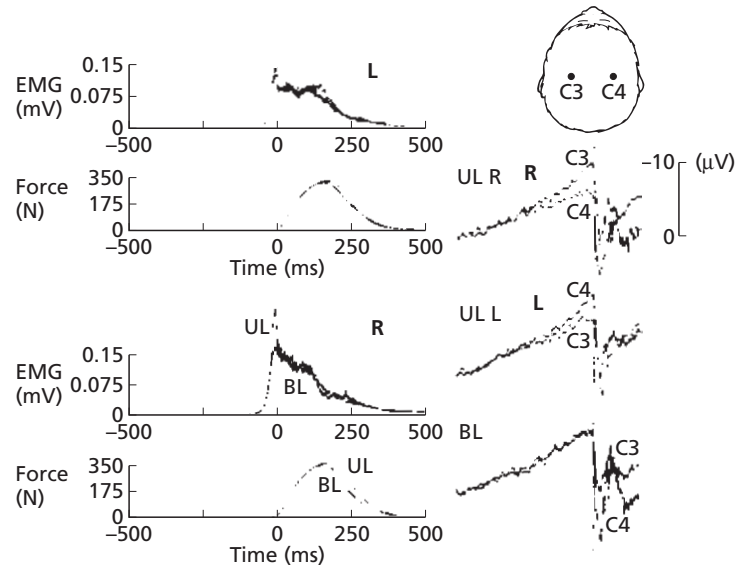 0.15
EMG
(mV)
0.075
0
L
−500
0
250
500
Force
(N)
350
175
0
−500
0
250
500
Time (ms)
UL
R
EMG
(mV)
0.15
0.075
0
BL
−500
0
250
500
Force
(N)
350
175
0
UL
BL
−500
0
250
500
Time (ms)
C3 C4
UL R R
C3
C4
−10 (μV)
0
UL L L
C4
C3
BL
C3
C4